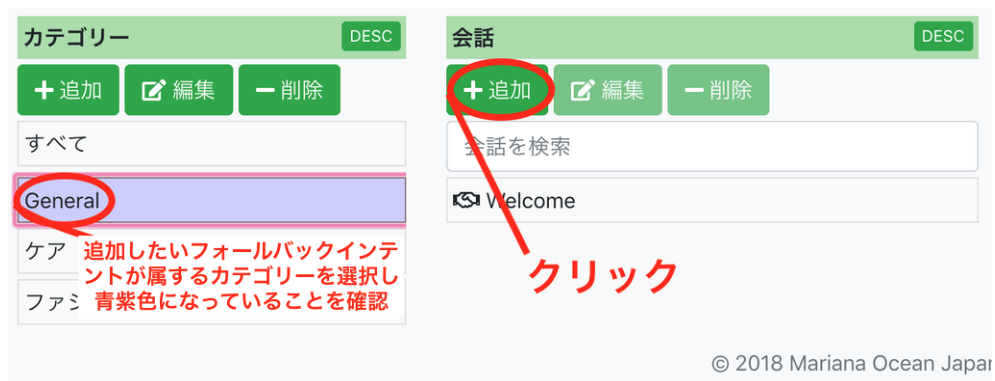 カテゴリー
DESC
追加
編集
削除
すべて
General
ケア
ファシ
追加したいフォールバックインテ
ントが属するカテゴリーを選択し
青紫色になっていることを確認
会話
DESC
追加
編集
削除
会話を検索
Welcome
クリック
© 2018 Mariana Ocean Japan